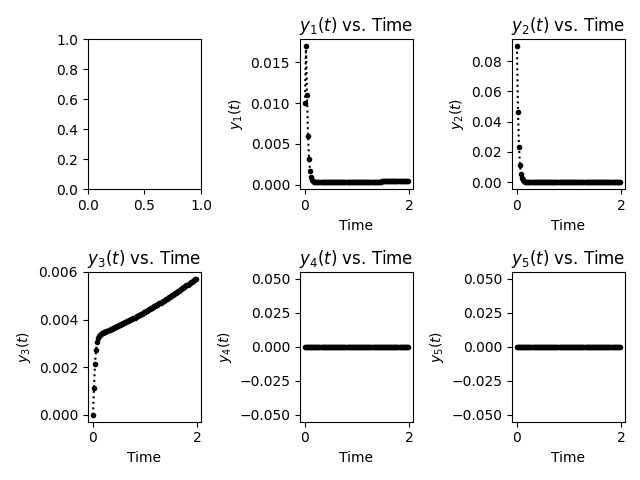 1.0
0.8
0.6
0.4
0.2
0.0
0.0 0.5 1.0
y₁(t) vs. Time
y₁(t)
0.015
0.010
0.005
0.000
0 2
Time
y₂(t) vs. Time
y₂(t)
0.08
0.06
0.04
0.02
0.00
0 2
Time
y₃(t) vs. Time
y₃(t)
0.006
0.004
0.002
0.000
0 2
Time
y₄(t) vs. Time
y₄(t)
0.050
0.025
0.000
−0.025
−0.050
0 2
Time
y₅(t) vs. Time
y₅(t)
0.050
0.025
0.000
−0.025
−0.050
0 2
Time